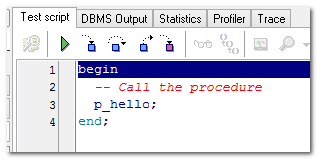 Test script DBMS Output Statistics Profiler Trace
1 begin
2 -- Call the procedure
3 p_hello;
4 end;